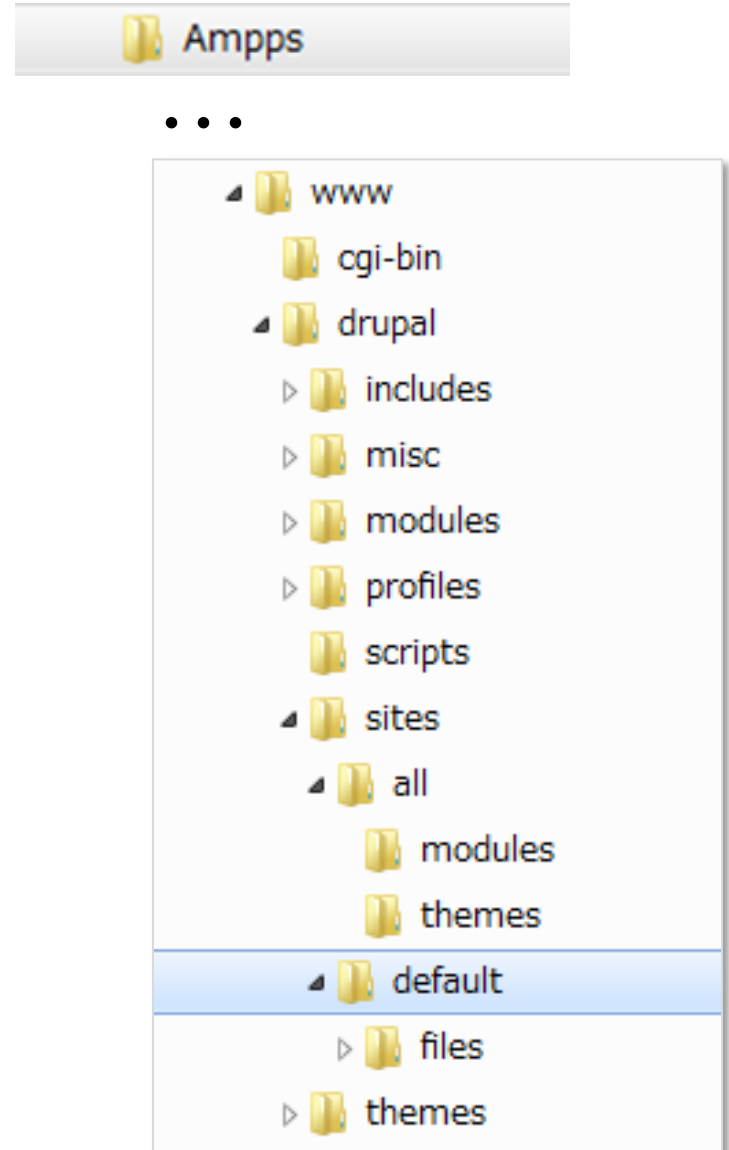 Ampps
• • •
www
cgi-bin
drupal
includes
misc
modules
profiles
scripts
sites
all
modules
themes
default
files
themes